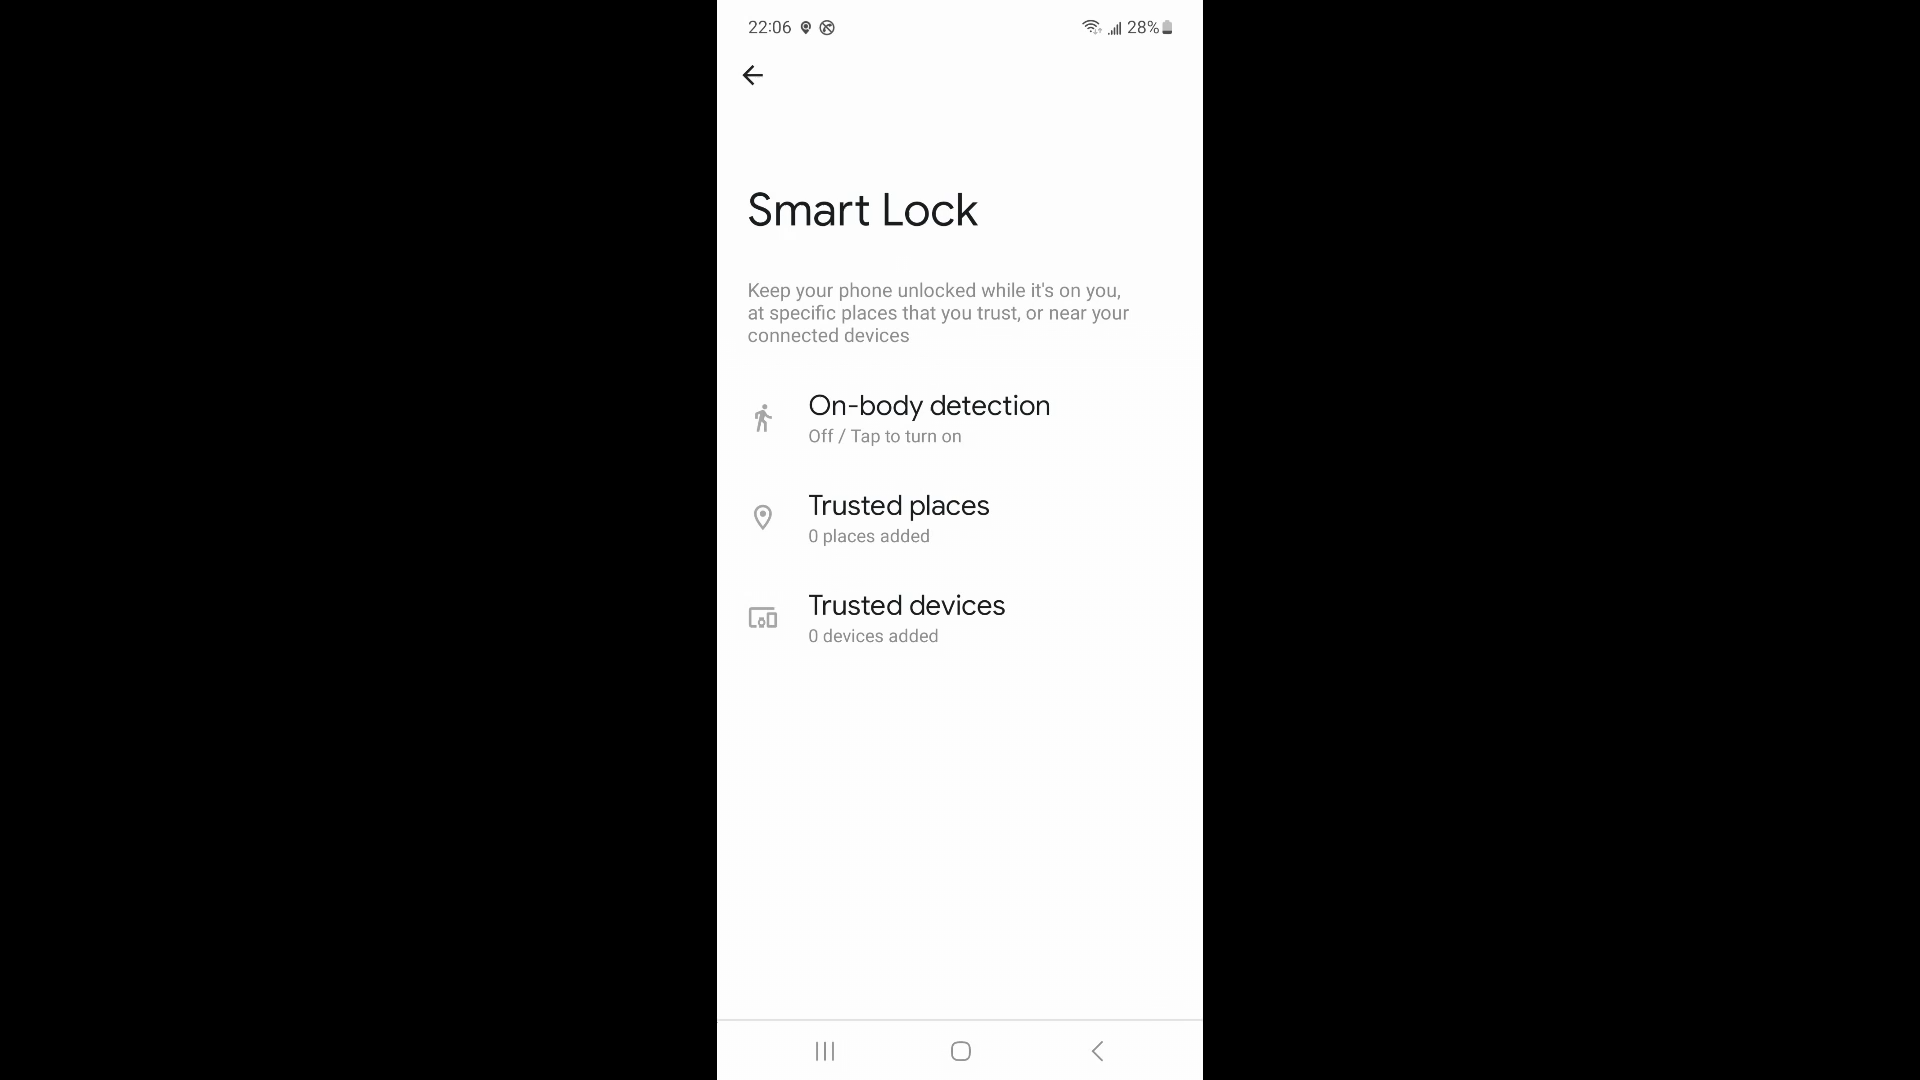 22:06
28%
Smart Lock
Keep your phone unlocked while it's on you,
at specific places that you trust, or near your
connected devices
On-body detection
Off / Tap to turn on
Trusted places
0 places added
Trusted devices
0 devices added